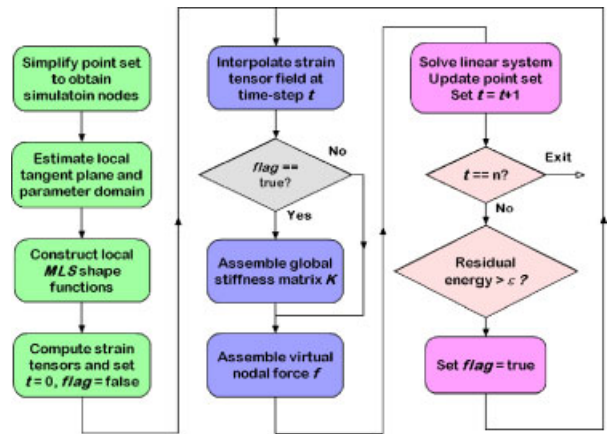 Simplify point set
to obtain
simulatoin nodes
Estimate local
tangent plane and
parameter domain
Construct local
MLS shape
functions
Compute strain
tensors and set
t = 0, flag = false
Interpolate strain
tensor field at
time-step t
flag ==
true?
No
Yes
Assemble global
stiffness matrix K
Assemble virtual
nodal force f
Solve linear system
Update point set
Set t = t+1
t == n?
Exit
No
Residual
energy > ε ?
Set flag = true